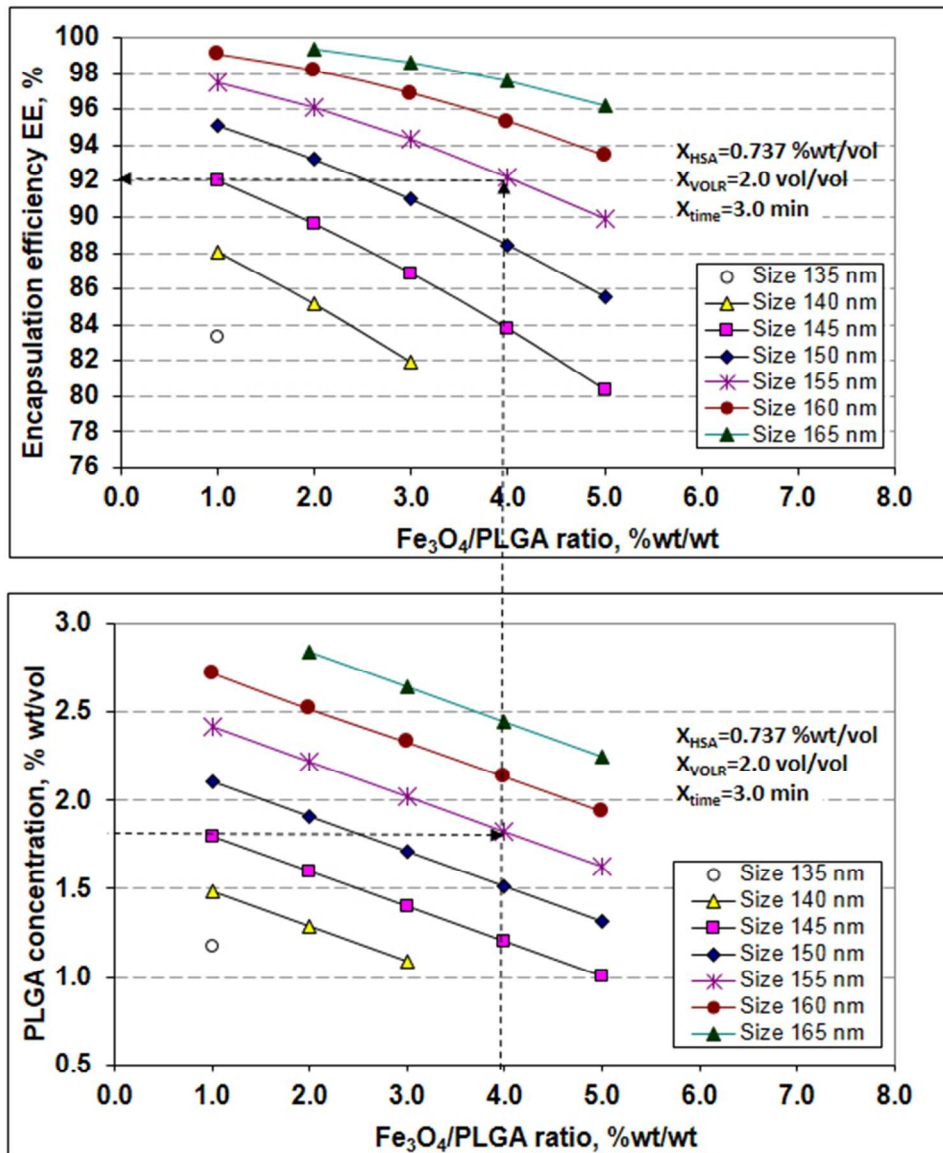 Encapsulation efficiency EE, %
100
98
96
94
92
90
88
86
84
82
80
78
76
0.0 1.0 2.0 3.0 4.0 5.0 6.0 7.0 8.0
Fe₃O₄/PLGA ratio, %wt/wt
X_HSA=0.737 %wt/vol
X_VOLR=2.0 vol/vol
X_time=3.0 min
Size 135 nm
Size 140 nm
Size 145 nm
Size 150 nm
Size 155 nm
Size 160 nm
Size 165 nm
PLGA concentration, % wt/vol
3.0
2.5
2.0
1.5
1.0
0.5
0.0 1.0 2.0 3.0 4.0 5.0 6.0 7.0 8.0
Fe₃O₄/PLGA ratio, %wt/wt
X_HSA=0.737 %wt/vol
X_VOLR=2.0 vol/vol
X_time=3.0 min
Size 135 nm
Size 140 nm
Size 145 nm
Size 150 nm
Size 155 nm
Size 160 nm
Size 165 nm